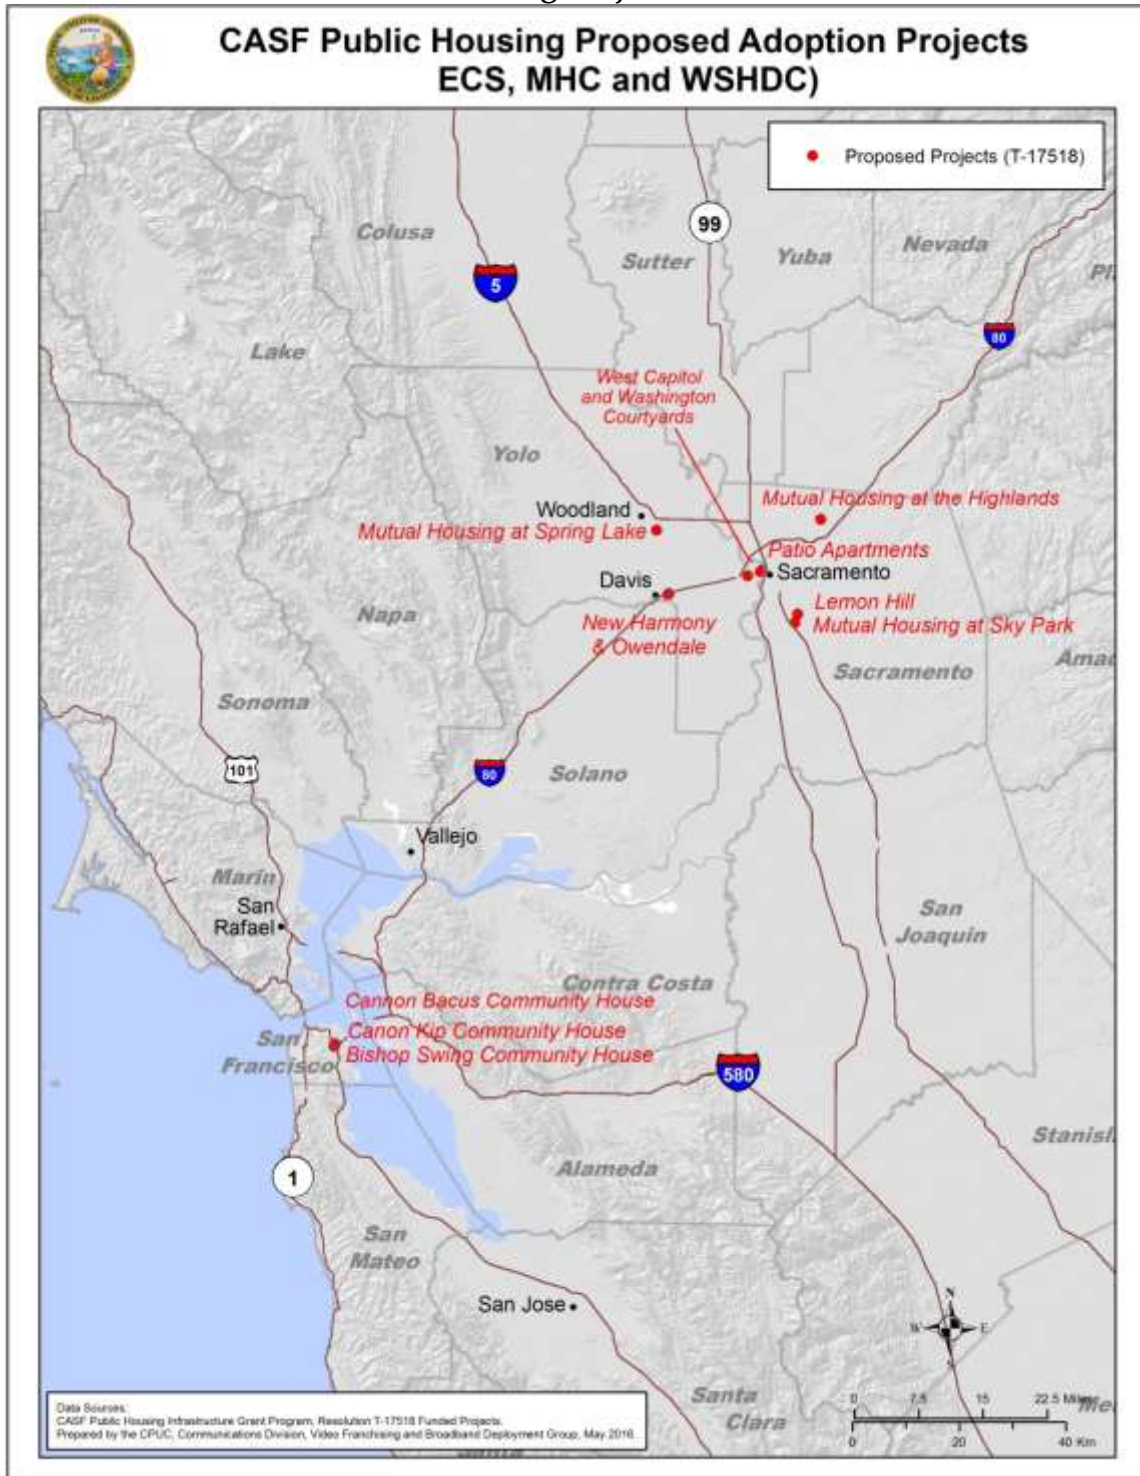 CASF Public Housing Proposed Adoption Projects
ECS, MHC and WSHDC)
Proposed Projects (T-17518)
99
Colusa
Sutter
Yuba
Nevada
5
80
Lake
West Capitol
and Washington
Courtyards
Yolo
Mutual Housing at the Highlands
Woodland
Mutual Housing at Spring Lake
Patio Apartments
Sacramento
Davis
Lemon Hill
Mutual Housing at Sky Park
New Harmony
& Owendale
Napa
Sacramento
Amad
Sonoma
101
80
Solano
Vallejo
Marin
San
Rafael
San
Joaquin
Contra Costa
Cannon Bacus Community House
Canon Kip Community House
Bishop Swing Community House
San
Francisco
580
Stanisl
Alameda
1
San
Mateo
San Jose
N
W
E
S
Santa
Clara
0 7.5 15 22.5 Miles
0 20 40 Km
Data Sources:
CASF Public Housing Infrastructure Grant Program, Resolution T-17518 Funded Projects.
Prepared by the CPUC, Communications Division, Video Franchising and Broadband Deployment Group, May 2016.